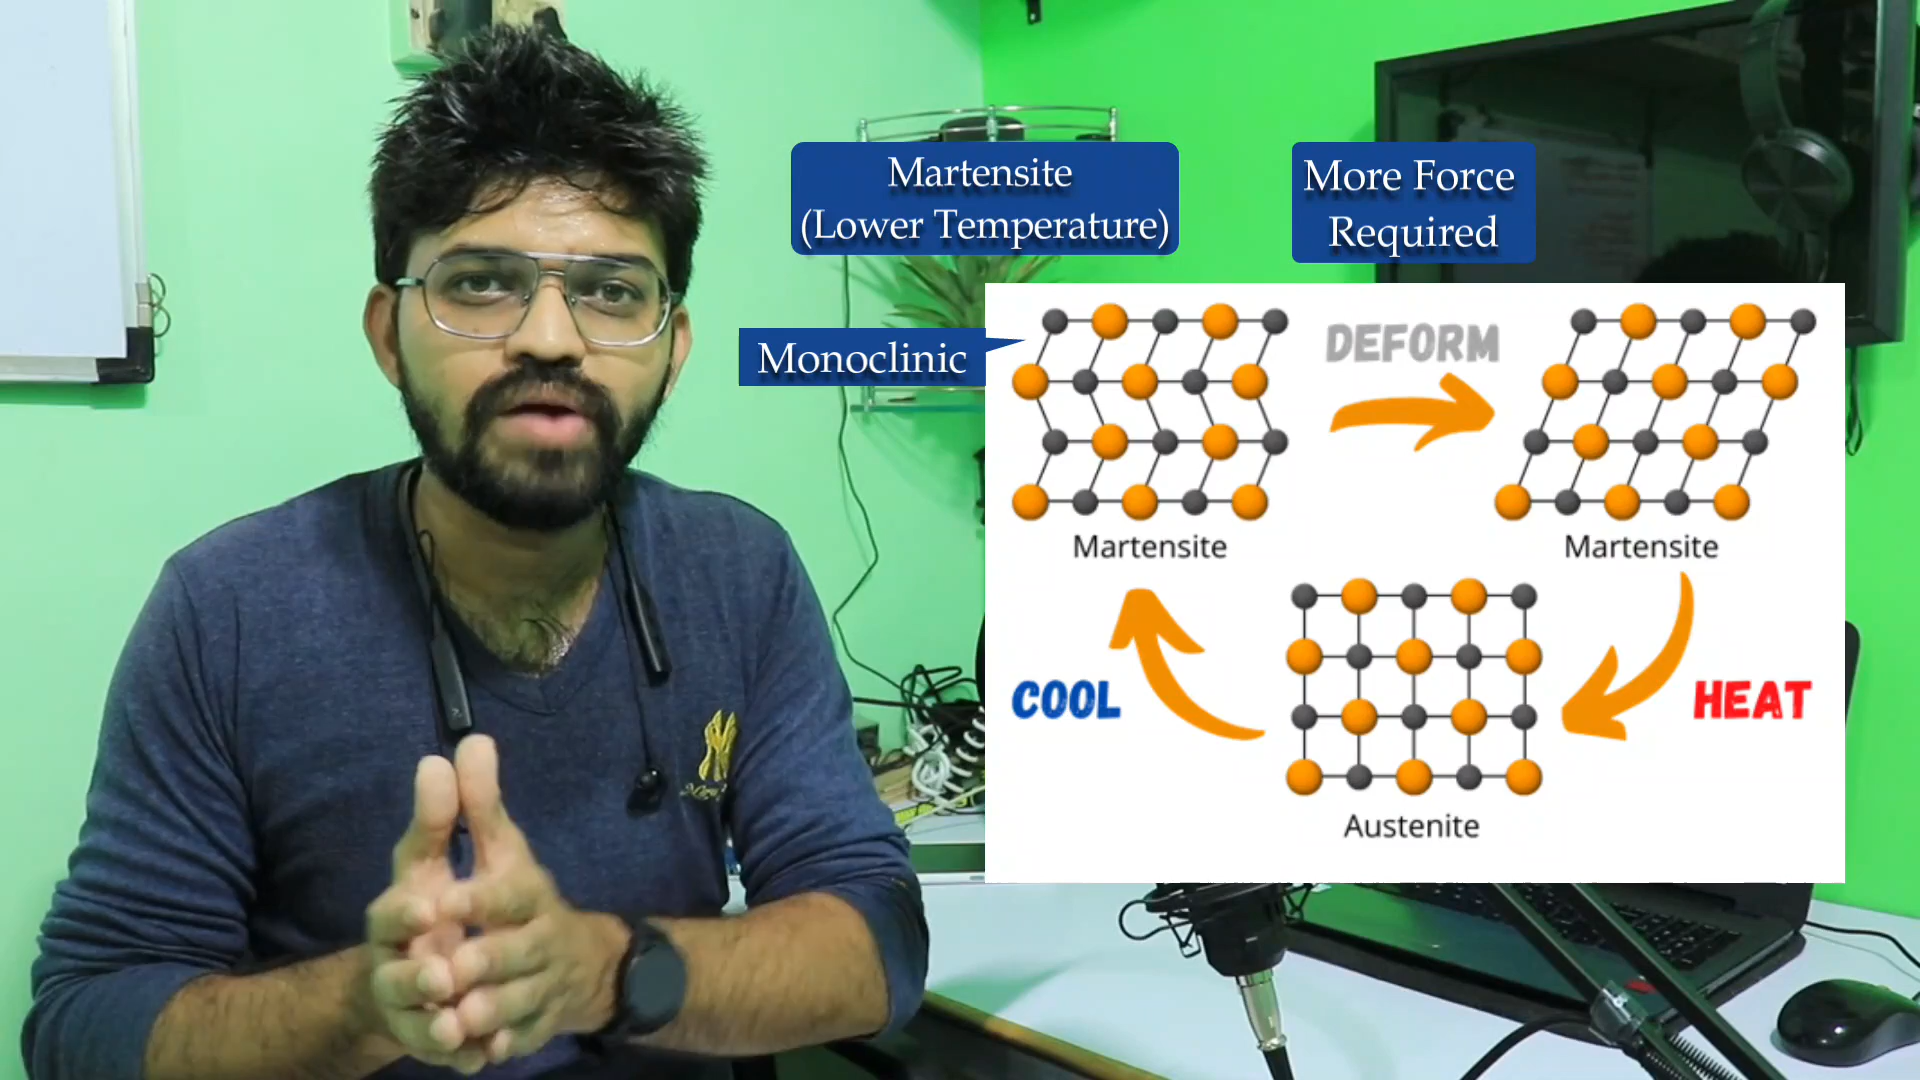 Martensite
(Lower Temperature)
More Force
Required
Monoclinic
DEFORM
Martensite
Martensite
COOL
HEAT
Austenite